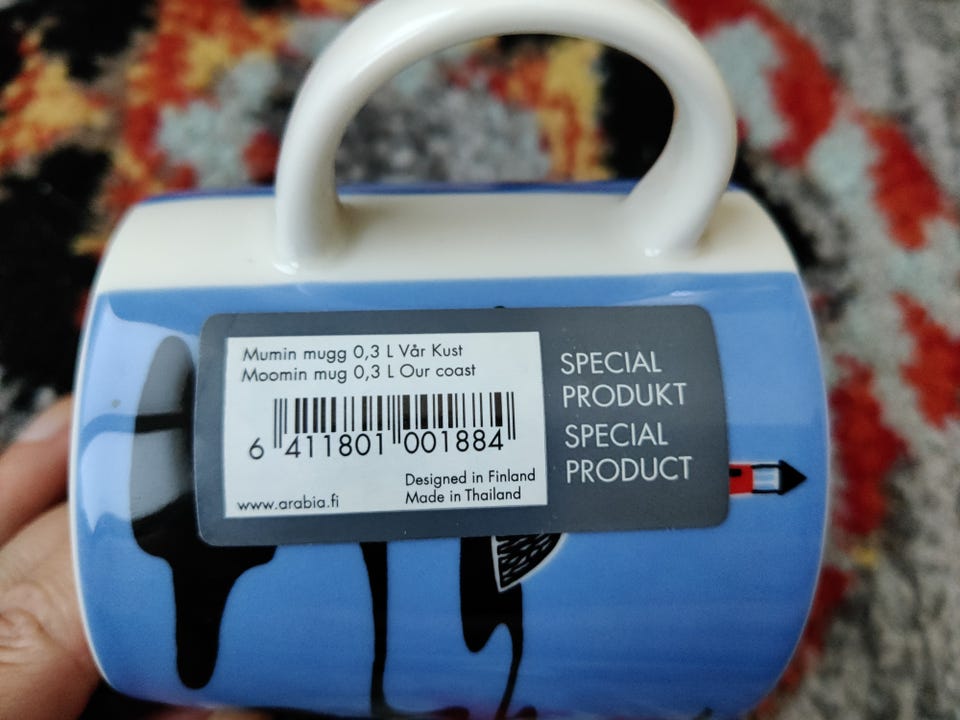 Mumin mugg 0,3 L Vår Kust
Moomin mug 0,3 L Our coast
6 411801 001884
Designed in Finland
www.arabia.fi Made in Thailand
SPECIAL
PRODUKT
SPECIAL
PRODUCT